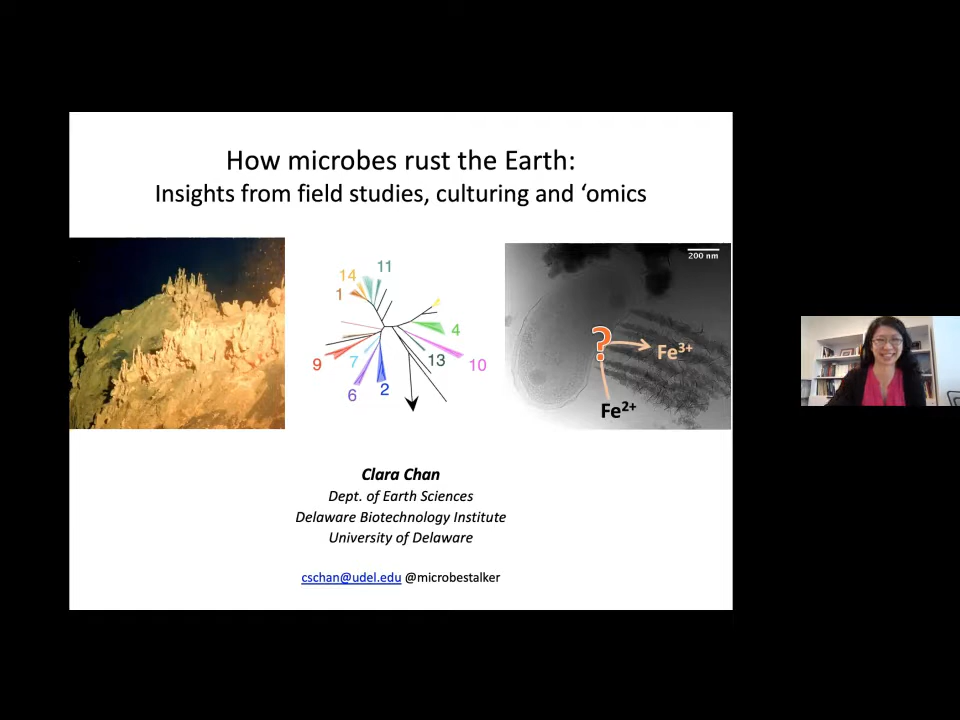 How microbes rust the Earth:
Insights from field studies, culturing and ‘omics
200 nm
14
11
1
4
9
7
13
10
6
2
?
Fe3+
Fe2+
Clara Chan
Dept. of Earth Sciences
Delaware Biotechnology Institute
University of Delaware
cschan@udel.edu @microbestalker